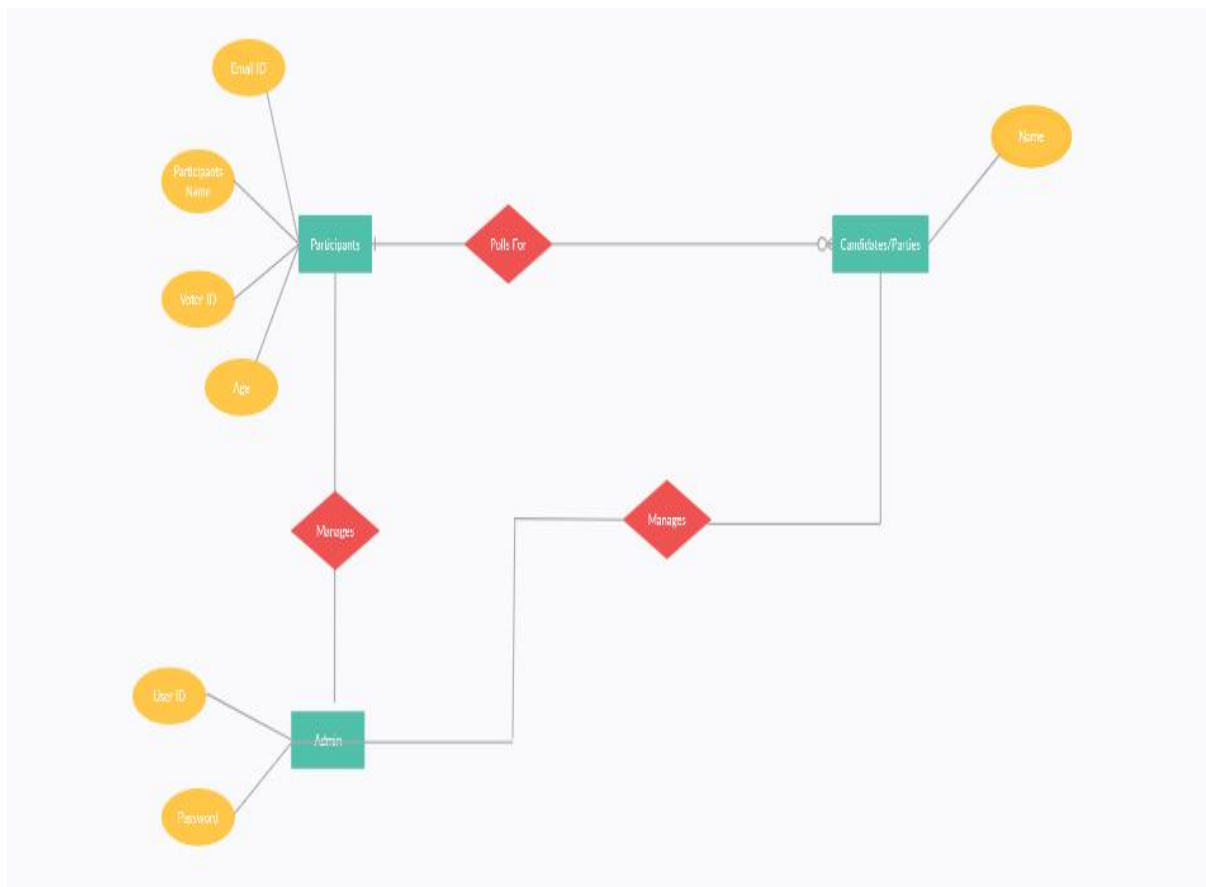 Email ID
Name
Participants
Name
Participants
Polls For
Candidates/Parties
Voter ID
Age
Manages
Manages
User ID
Admin
Password